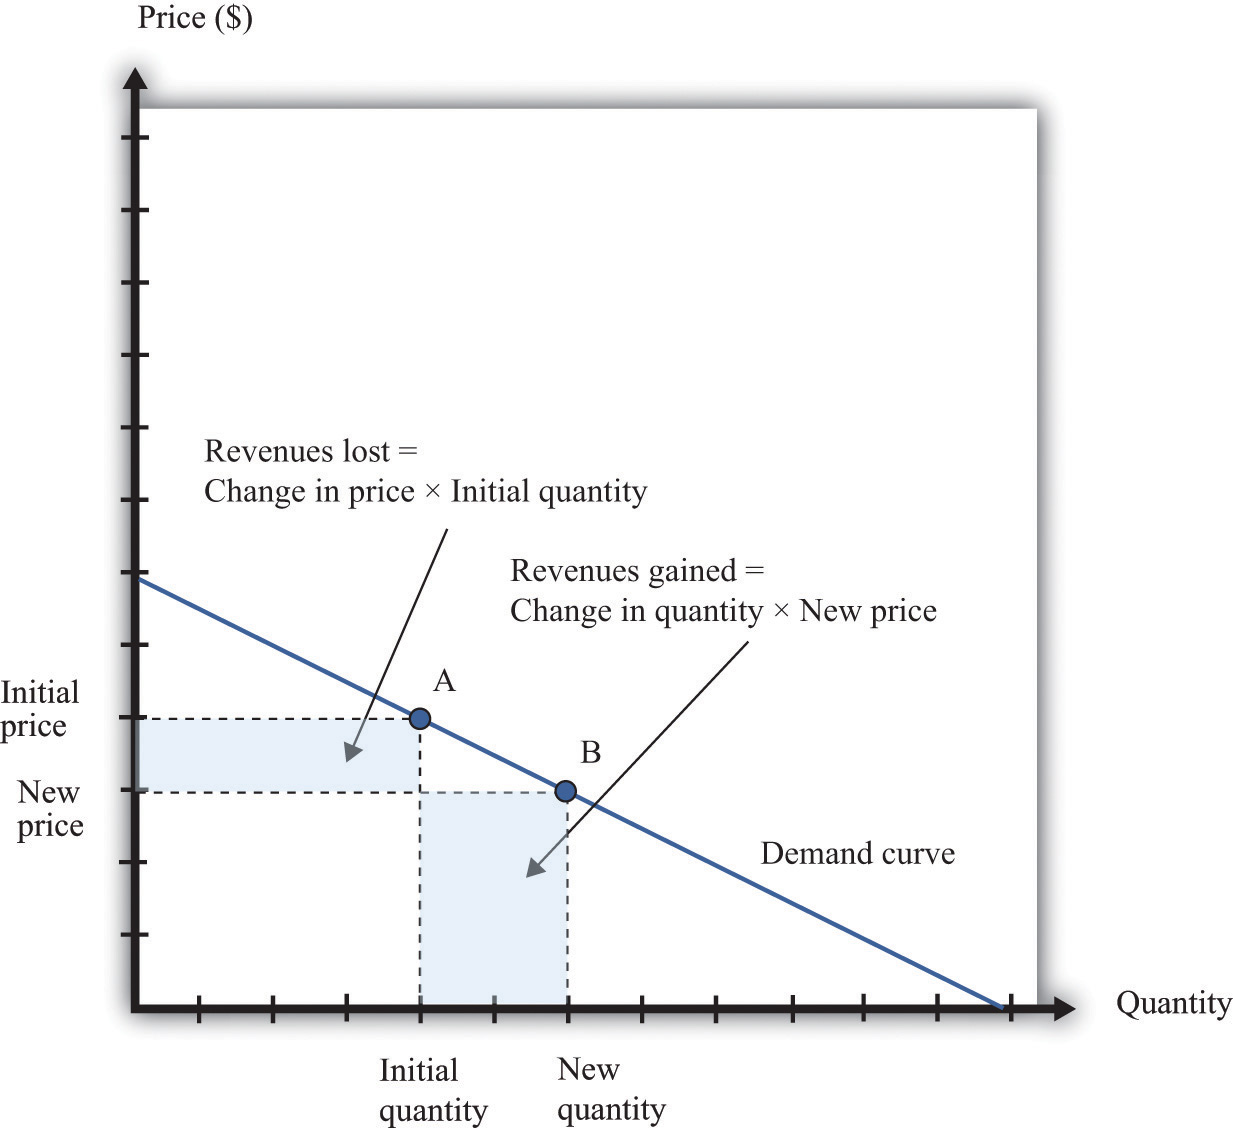 Price ($)
Revenues lost =
Change in price × Initial quantity
Revenues gained =
Change in quantity × New price
A
Initial
price
B
New
price
Demand curve
Quantity
Initial
quantity
New
quantity